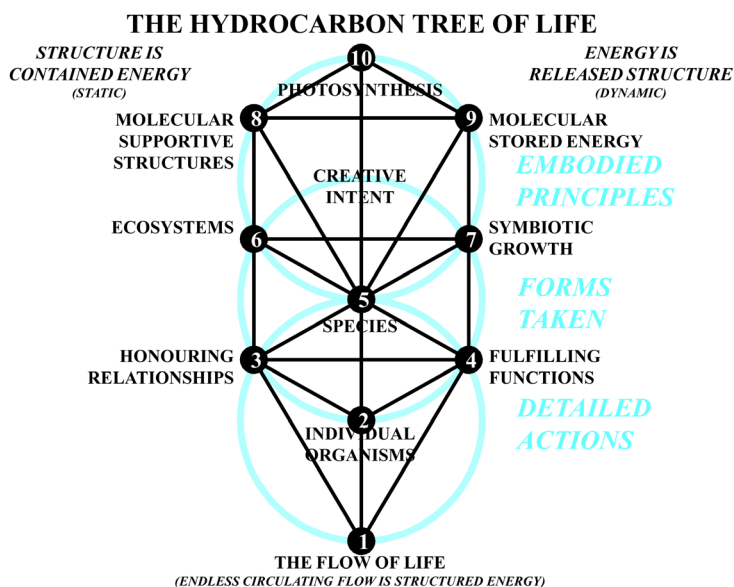 THE HYDROCARBON TREE OF LIFE
STRUCTURE IS
CONTAINED ENERGY
(STATIC)
ENERGY IS
RELEASED STRUCTURE
(DYNAMIC)
10
PHOTOSYNTHESIS
8
MOLECULAR
SUPPORTIVE
STRUCTURES
9
MOLECULAR
STORED ENERGY
EMBODIED
PRINCIPLES
CREATIVE
INTENT
ECOSYSTEMS
6
7
SYMBIOTIC
GROWTH
FORMS
TAKEN
5
SPECIES
HONOURING
RELATIONSHIPS
3
4
FULFILLING
FUNCTIONS
DETAILED
ACTIONS
2
INDIVIDUAL
ORGANISMS
1
THE FLOW OF LIFE
(ENDLESS CIRCULATING FLOW IS STRUCTURED ENERGY)